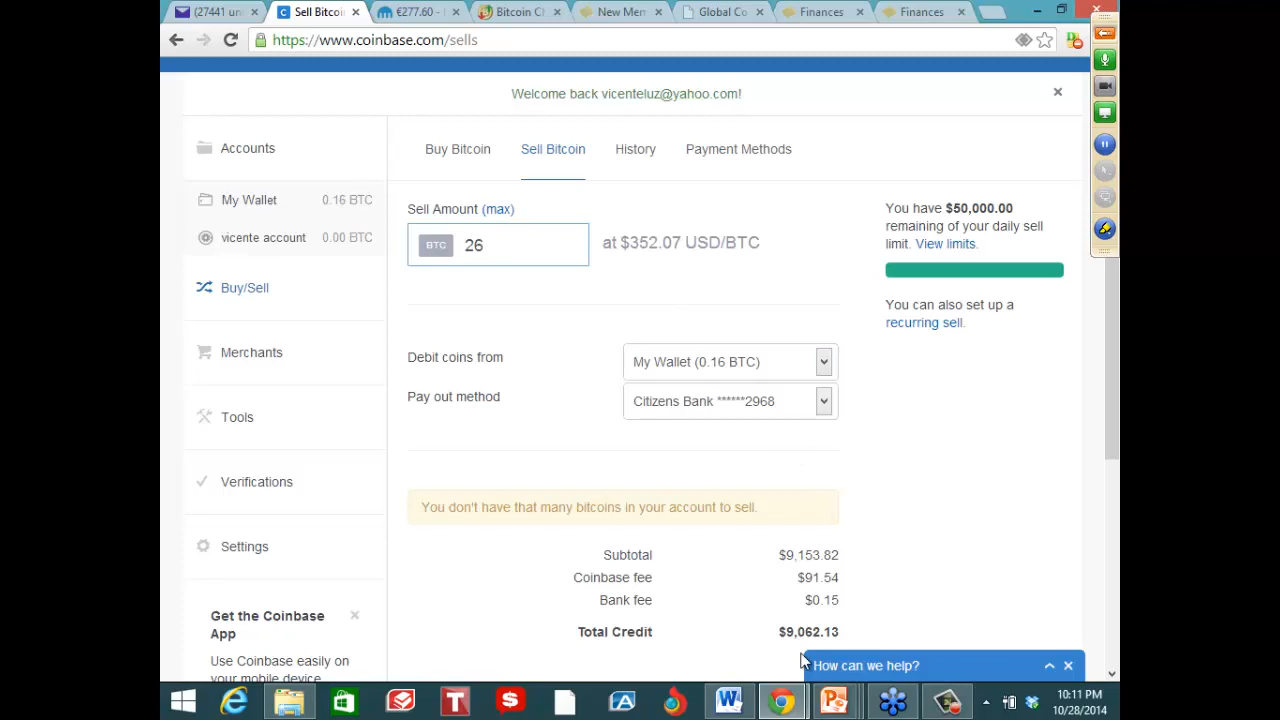 (27441 un
Sell Bitcoin
€277.60 -
Bitcoin Ch
New Mem
Global Co
Finances
Finances
https://www.coinbase.com/sells
Welcome back vicenteluz@yahoo.com!
Accounts
My Wallet 0.16 BTC
vicente account 0.00 BTC
Buy/Sell
Merchants
Tools
Verifications
Settings
Get the Coinbase
App
Use Coinbase easily on
your mobile device
Buy Bitcoin Sell Bitcoin History Payment Methods
Sell Amount (max)
BTC 26 at $352.07 USD/BTC
Debit coins from My Wallet (0.16 BTC)
Pay out method Citizens Bank ******2968
You don't have that many bitcoins in your account to sell.
Subtotal $9,153.82
Coinbase fee $91.54
Bank fee $0.15
Total Credit $9,062.13
You have $50,000.00
remaining of your daily sell
limit. View limits.
You can also set up a
recurring sell.
How can we help?
10:11 PM
10/28/2014